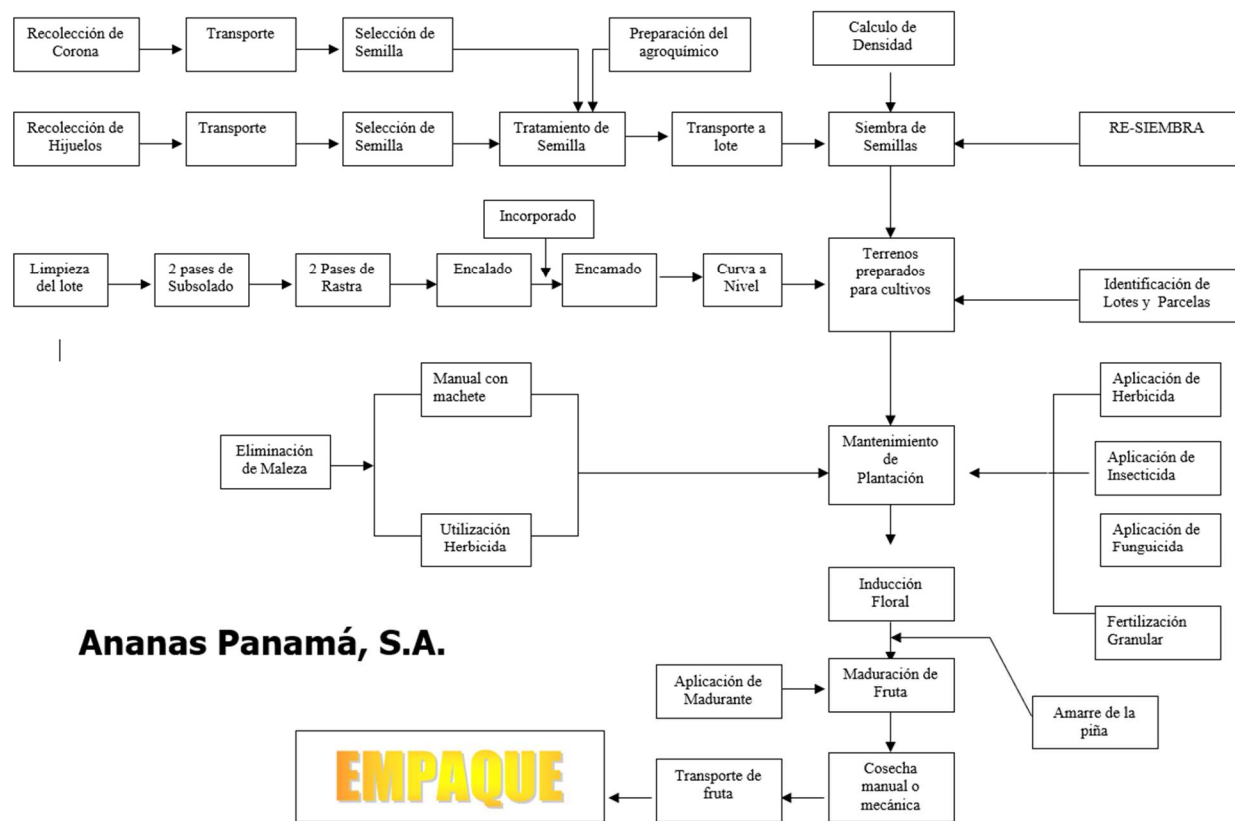 Recolección de
Corona
Transporte
Selección de
Semilla
Preparación del
agroquímico
Calculo de
Densidad
Recolección de
Hijuelos
Transporte
Selección de
Semilla
Tratamiento de
Semilla
Transporte a
lote
Siembra de
Semillas
RE-SIEMBRA
Incorporado
Limpieza
del lote
2 pases de
Subsolado
2 Pases de
Rastra
Encalado
Encamado
Curva a
Nivel
Terrenos
preparados
para cultivos
Identificación de
Lotes y Parcelas
Manual con
machete
Aplicación de
Herbicida
Eliminación
de Maleza
Mantenimiento
de
Plantación
Aplicación de
Insecticida
Utilización
Herbicida
Aplicación de
Funguicida
Inducción
Floral
Fertilización
Granular
Ananas Panamá, S.A.
Aplicación de
Madurante
Maduración de
Fruta
Amarre de la
piña
EMPAQUE
Transporte de
fruta
Cosecha
manual o
mecánica